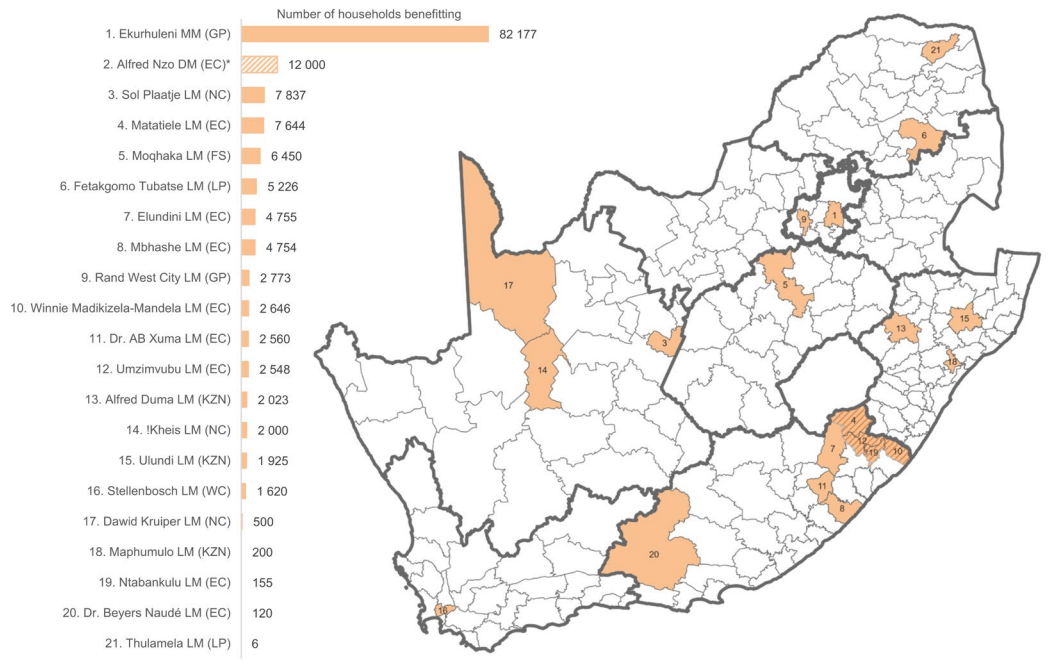 Number of households benefitting
1. Ekurhuleni MM (GP) 82 177
2. Alfred Nzo DM (EC)* 12 000
3. Sol Plaatje LM (NC) 7 837
4. Matatiele LM (EC) 7 644
5. Moqhaka LM (FS) 6 450
6. Fetakgomo Tubatse LM (LP) 5 226
7. Elundini LM (EC) 4 755
8. Mbhashe LM (EC) 4 754
9. Rand West City LM (GP) 2 773
10. Winnie Madikizela-Mandela LM (EC) 2 646
11. Dr. AB Xuma LM (EC) 2 560
12. Umzimvubu LM (EC) 2 548
13. Alfred Duma LM (KZN) 2 023
14. !Kheis LM (NC) 2 000
15. Ulundi LM (KZN) 1 925
16. Stellenbosch LM (WC) 1 620
17. Dawid Kruiper LM (NC) 500
18. Maphumulo LM (KZN) 200
19. Ntabankulu LM (EC) 155
20. Dr. Beyers Naudé LM (EC) 120
21. Thulamela LM (LP) 6
21
6
9 1
17
5
15
13
3
18
14
4
12
7 19 10
11
8
20
16